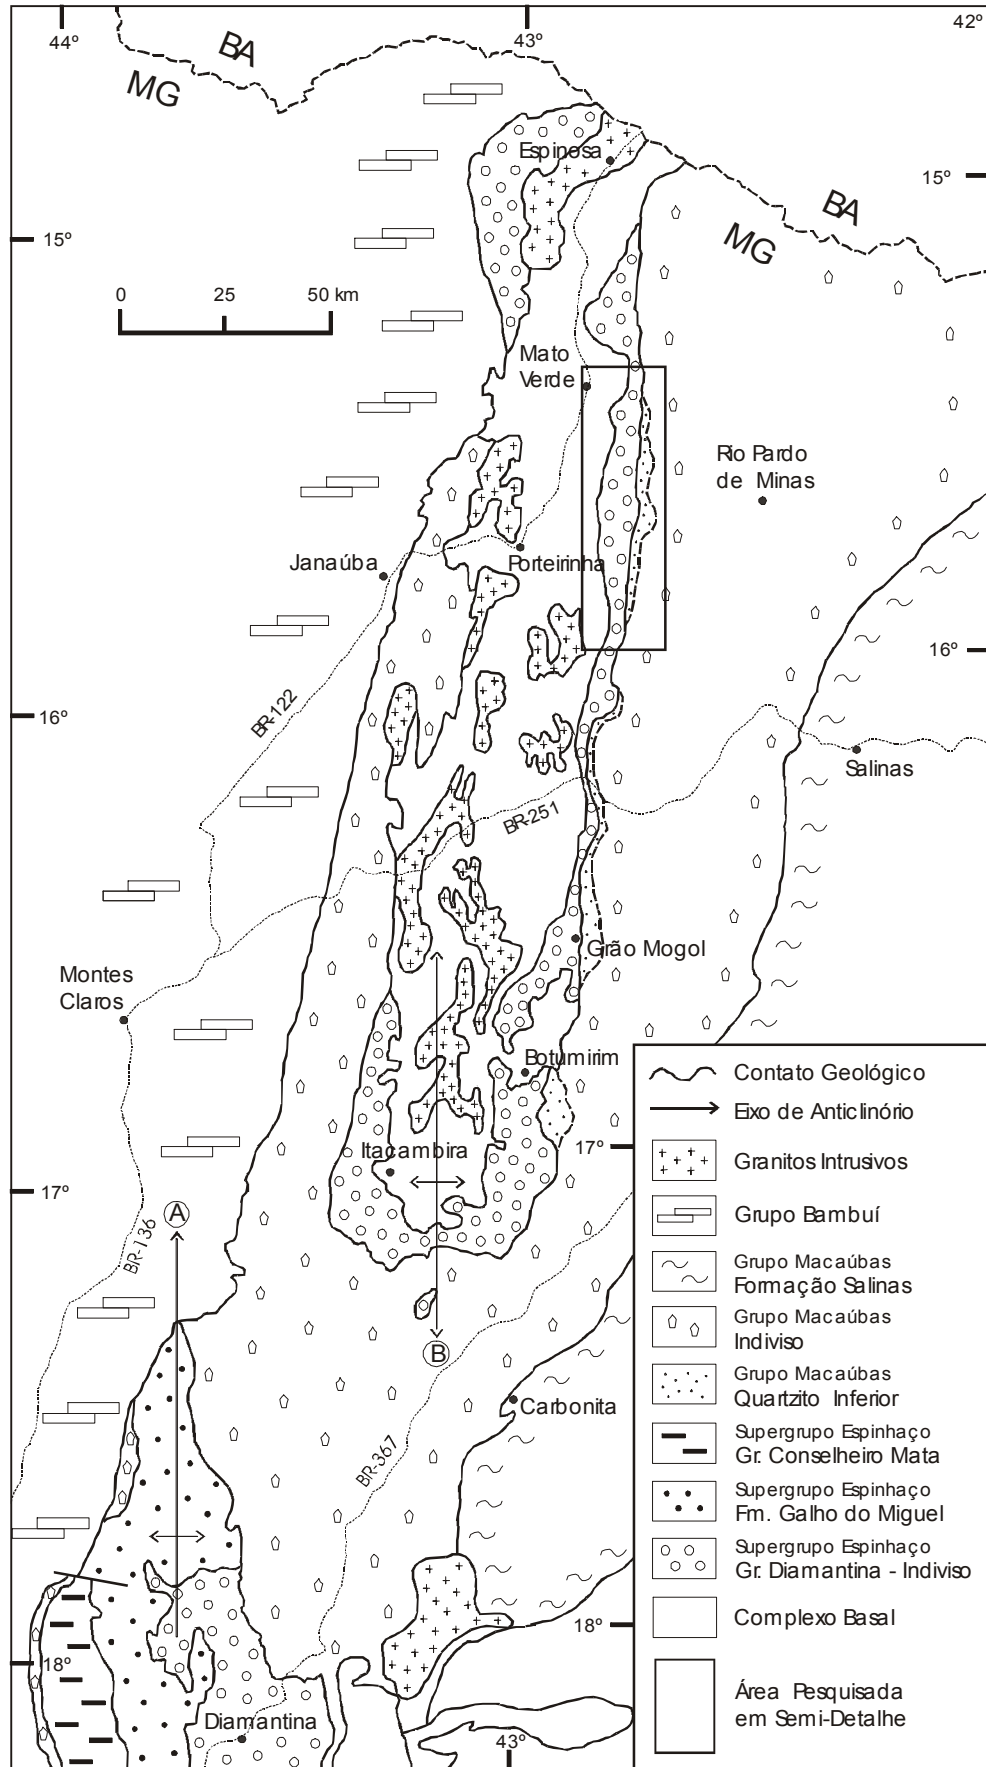 44º
43º
42º
BA
MG
Espinosa
15º
BA
MG
15º
0 25 50 km
Mato
Verde
Rio Pardo
de Minas
Janaúba
Porteirinha
16º
BR-122
16º
Salinas
BR-251
Grão Mogol
Montes
Claros
Botumirim
Itacambira
17º
17º
A
BR-136
B
Carbonita
BR-367
18º
18º
Diamantina
43º
Contato Geológico
Eixo de Anticlinório
Granitos Intrusivos
Grupo Bambuí
Grupo Macaúbas
Formação Salinas
Grupo Macaúbas
Indiviso
Grupo Macaúbas
Quartzito Inferior
Supergrupo Espinhaço
Gr. Conselheiro Mata
Supergrupo Espinhaço
Fm. Galho do Miguel
Supergrupo Espinhaço
Gr. Diamantina - Indiviso
Complexo Basal
Área Pesquisada
em Semi-Detalhe